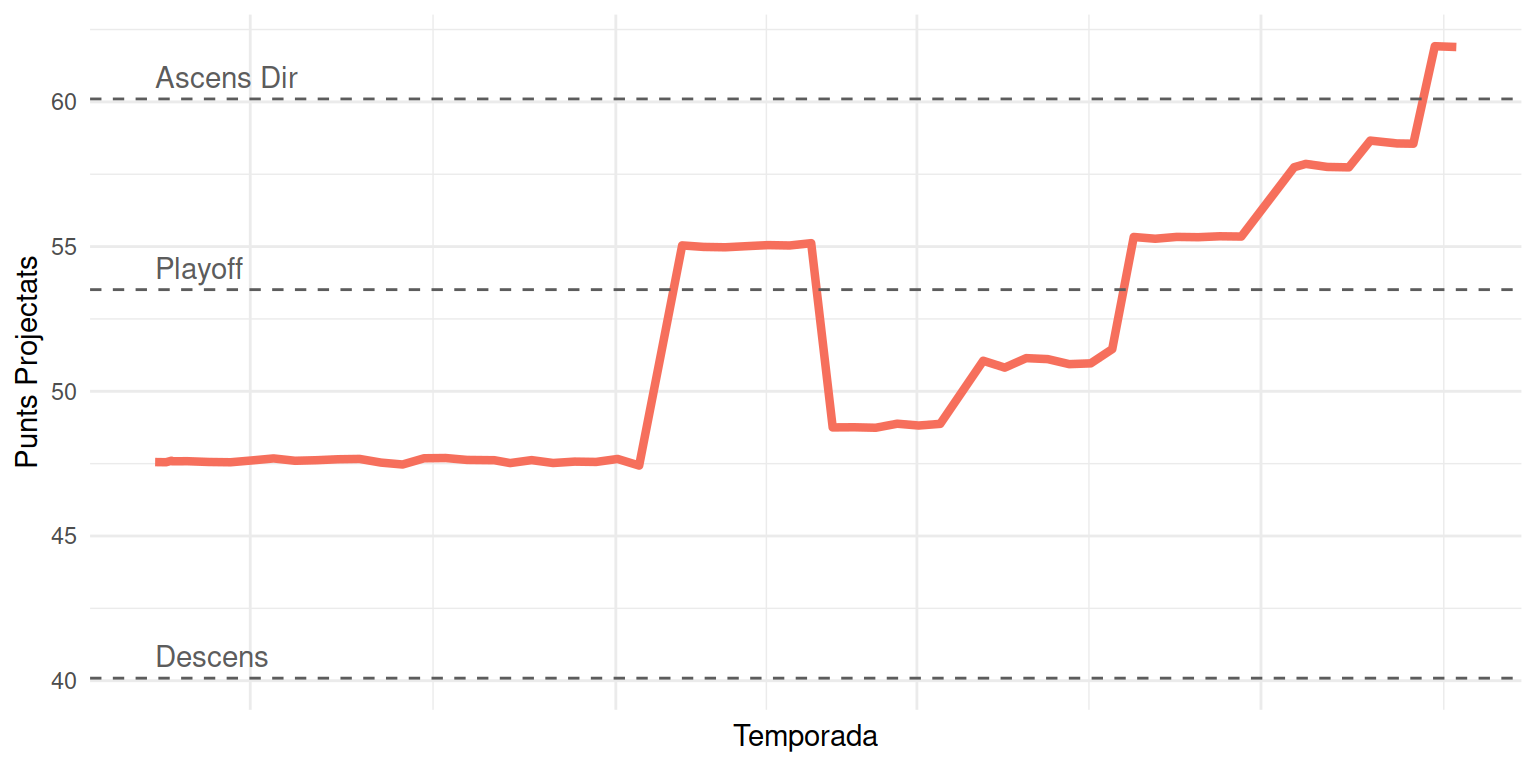 Ascens Dir
60
55
Playoff
50
45
Descens
40
Punts Projectats
Temporada